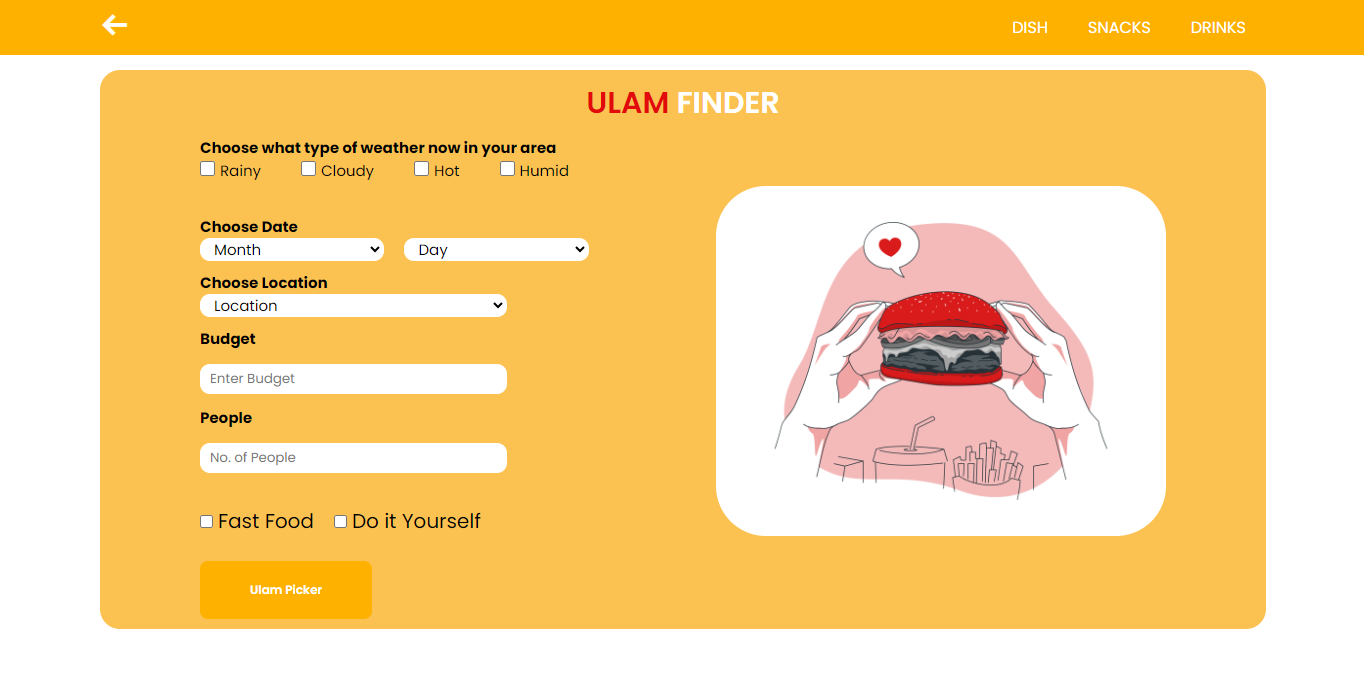 DISH SNACKS DRINKS
ULAM FINDER
Choose what type of weather now in your area
Rainy Cloudy Hot Humid
Choose Date
Month Day
Choose Location
Location
Budget
Enter Budget
People
No. of People
Fast Food Do it Yourself
Ulam Picker